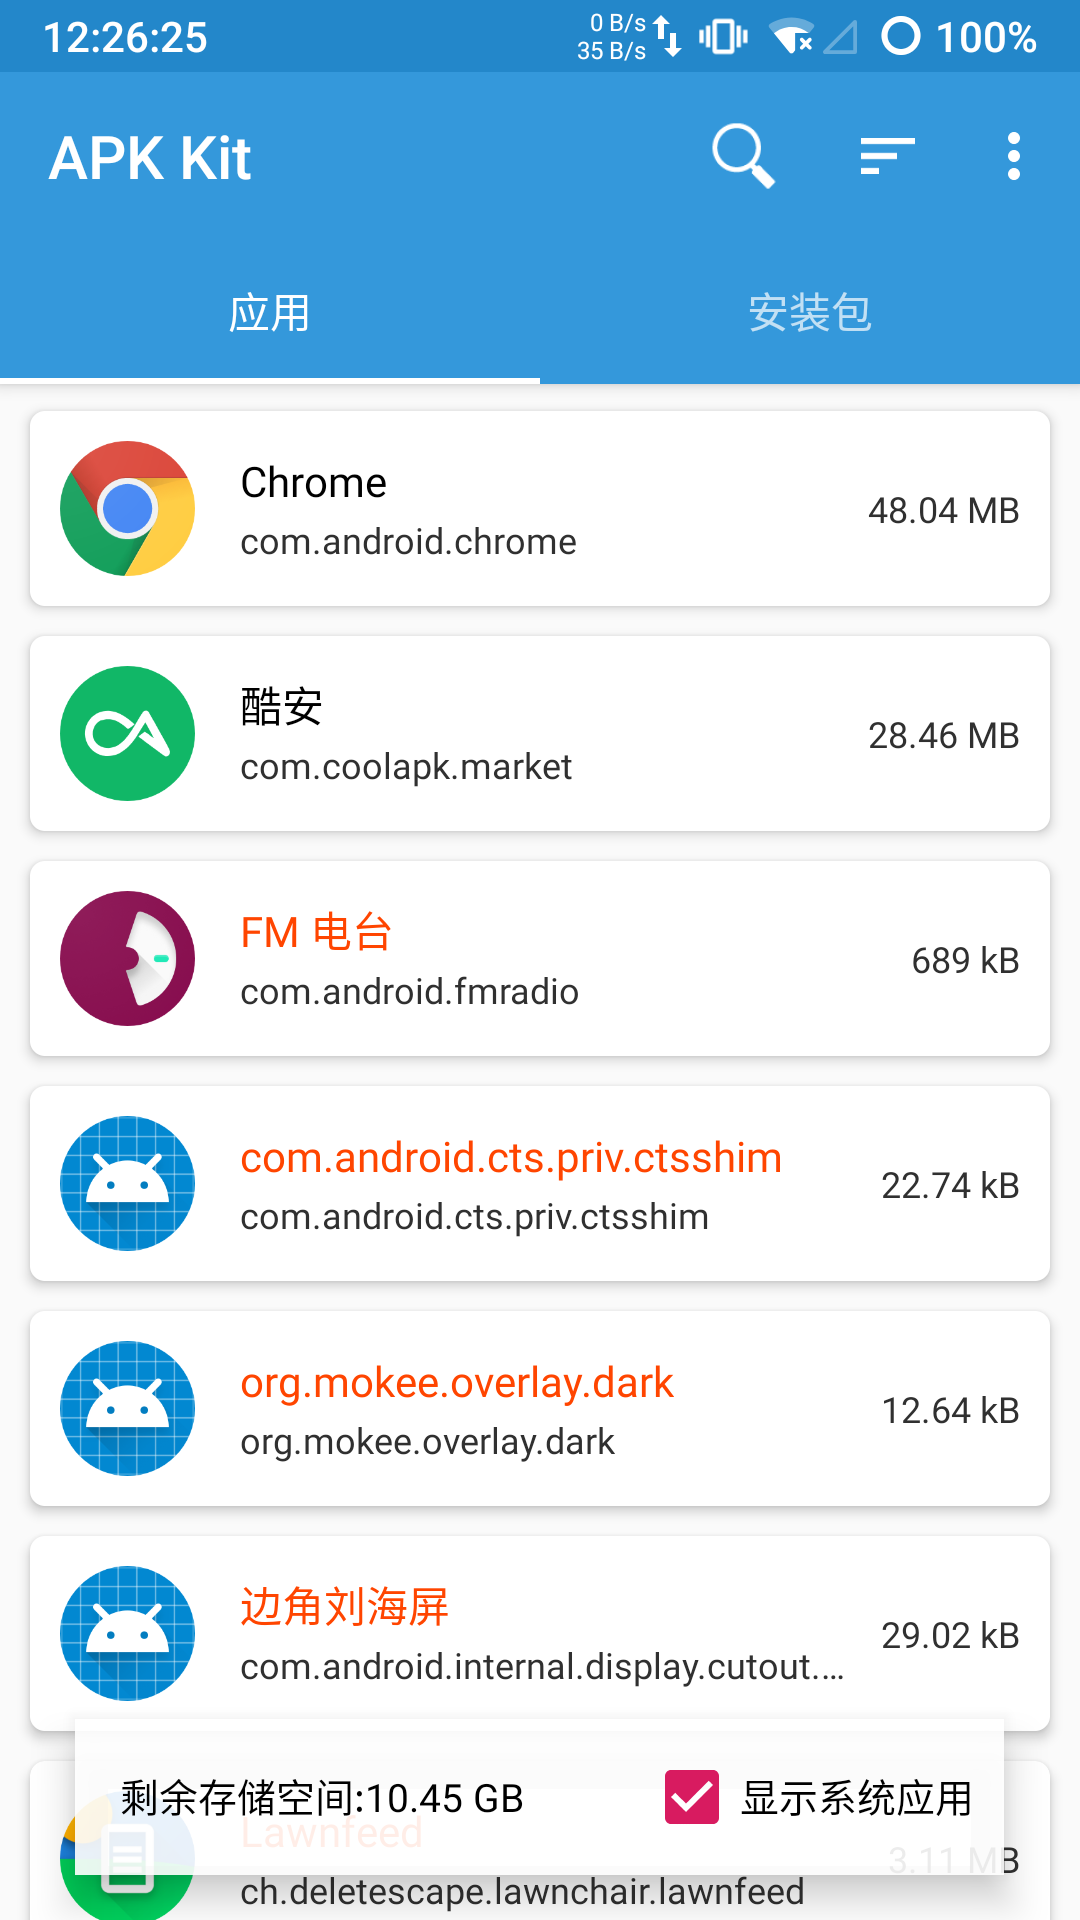 12:26:25
0 B/s
35 B/s
100%
APK Kit
应用
安装包
Chrome
com.android.chrome
48.04 MB
酷安
com.coolapk.market
28.46 MB
FM 电台
com.android.fmradio
689 kB
com.android.cts.priv.ctsshim
com.android.cts.priv.ctsshim
22.74 kB
org.mokee.overlay.dark
org.mokee.overlay.dark
12.64 kB
边角刘海屏
com.android.internal.display.cutout....
29.02 kB
剩余存储空间:10.45 GB
显示系统应用
Lawnfeed
3.11 MB
ch.deletescape.lawnchair.lawnfeed